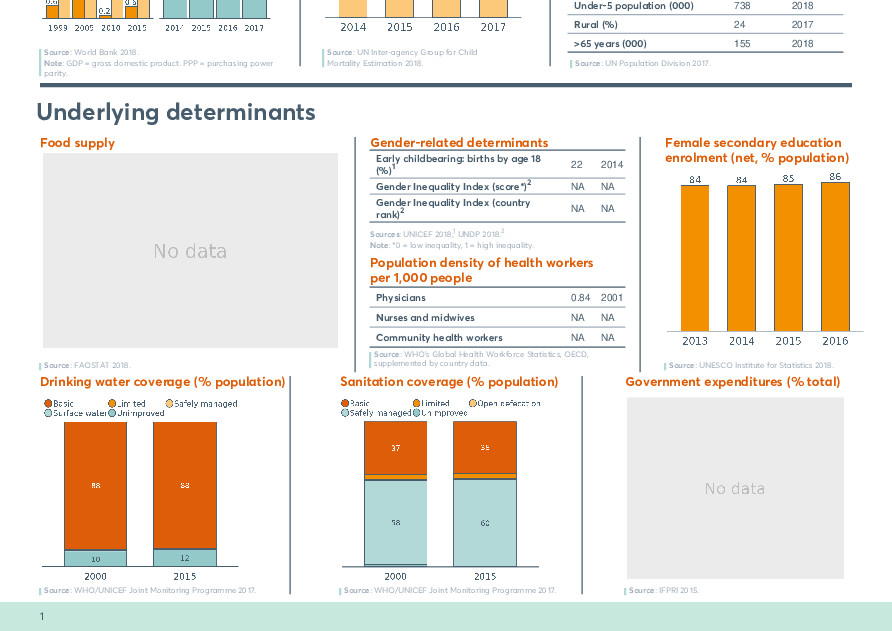 0.2
1999 2005 2010 2015
2014 2015 2016 2017
Source: World Bank 2018.
Note: GDP = gross domestic product. PPP = purchasing power
parity.
2014 2015 2016 2017
Source: UN Inter-agency Group for Child
Mortality Estimation 2018.
Under-5 population (000) 738 2018
Rural (%) 24 2017
>65 years (000) 155 2018
Source: UN Population Division 2017.
Underlying determinants
Food supply
No data
Source: FAOSTAT 2018.
Gender-related determinants
Early childbearing: births by age 18
(%)1 22 2014
Gender Inequality Index (score*)2 NA NA
Gender Inequality Index (country
rank)2 NA NA
Sources: UNICEF 2018,1 UNDP 2018.2
Note: *0 = low inequality, 1 = high inequality.
Population density of health workers
per 1,000 people
Physicians 0.84 2001
Nurses and midwives NA NA
Community health workers NA NA
Source: WHO's Global Health Workforce Statistics, OECD,
supplemented by country data.
Female secondary education
enrolment (net, % population)
84 84 85 86
2013 2014 2015 2016
Source: UNESCO Institute for Statistics 2018.
Drinking water coverage (% population)
Basic Limited Safely managed
Surface water Unimproved
88
10 12
2000 2015
Source: WHO/UNICEF Joint Monitoring Programme 2017.
Sanitation coverage (% population)
Basic Limited Open defecation
Safely managed Unimproved
37
58 60
2000 2015
Source: WHO/UNICEF Joint Monitoring Programme 2017.
Government expenditures (% total)
No data
Source: IFPRI 2015.
1